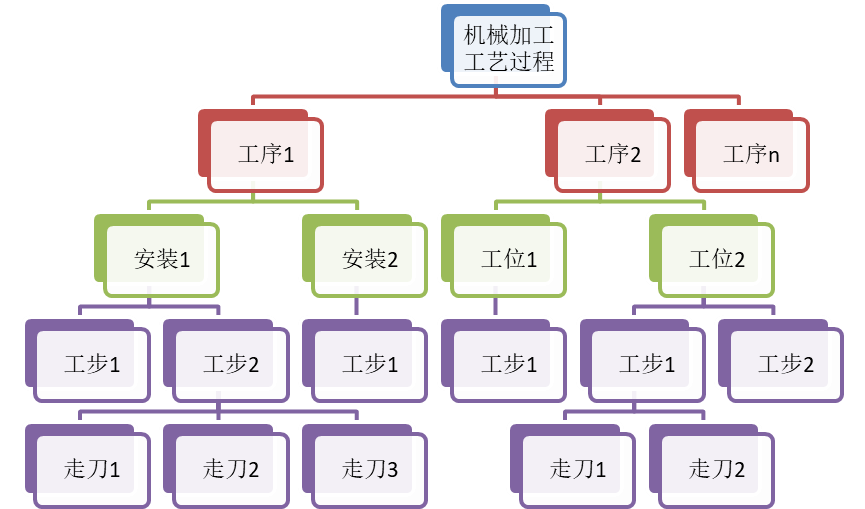 机械加工
工艺过程
工序1
工序2
工序n
安装1
安装2
工位1
工位2
工步1
工步2
工步1
工步1
工步1
工步2
走刀1
走刀2
走刀3
走刀1
走刀2